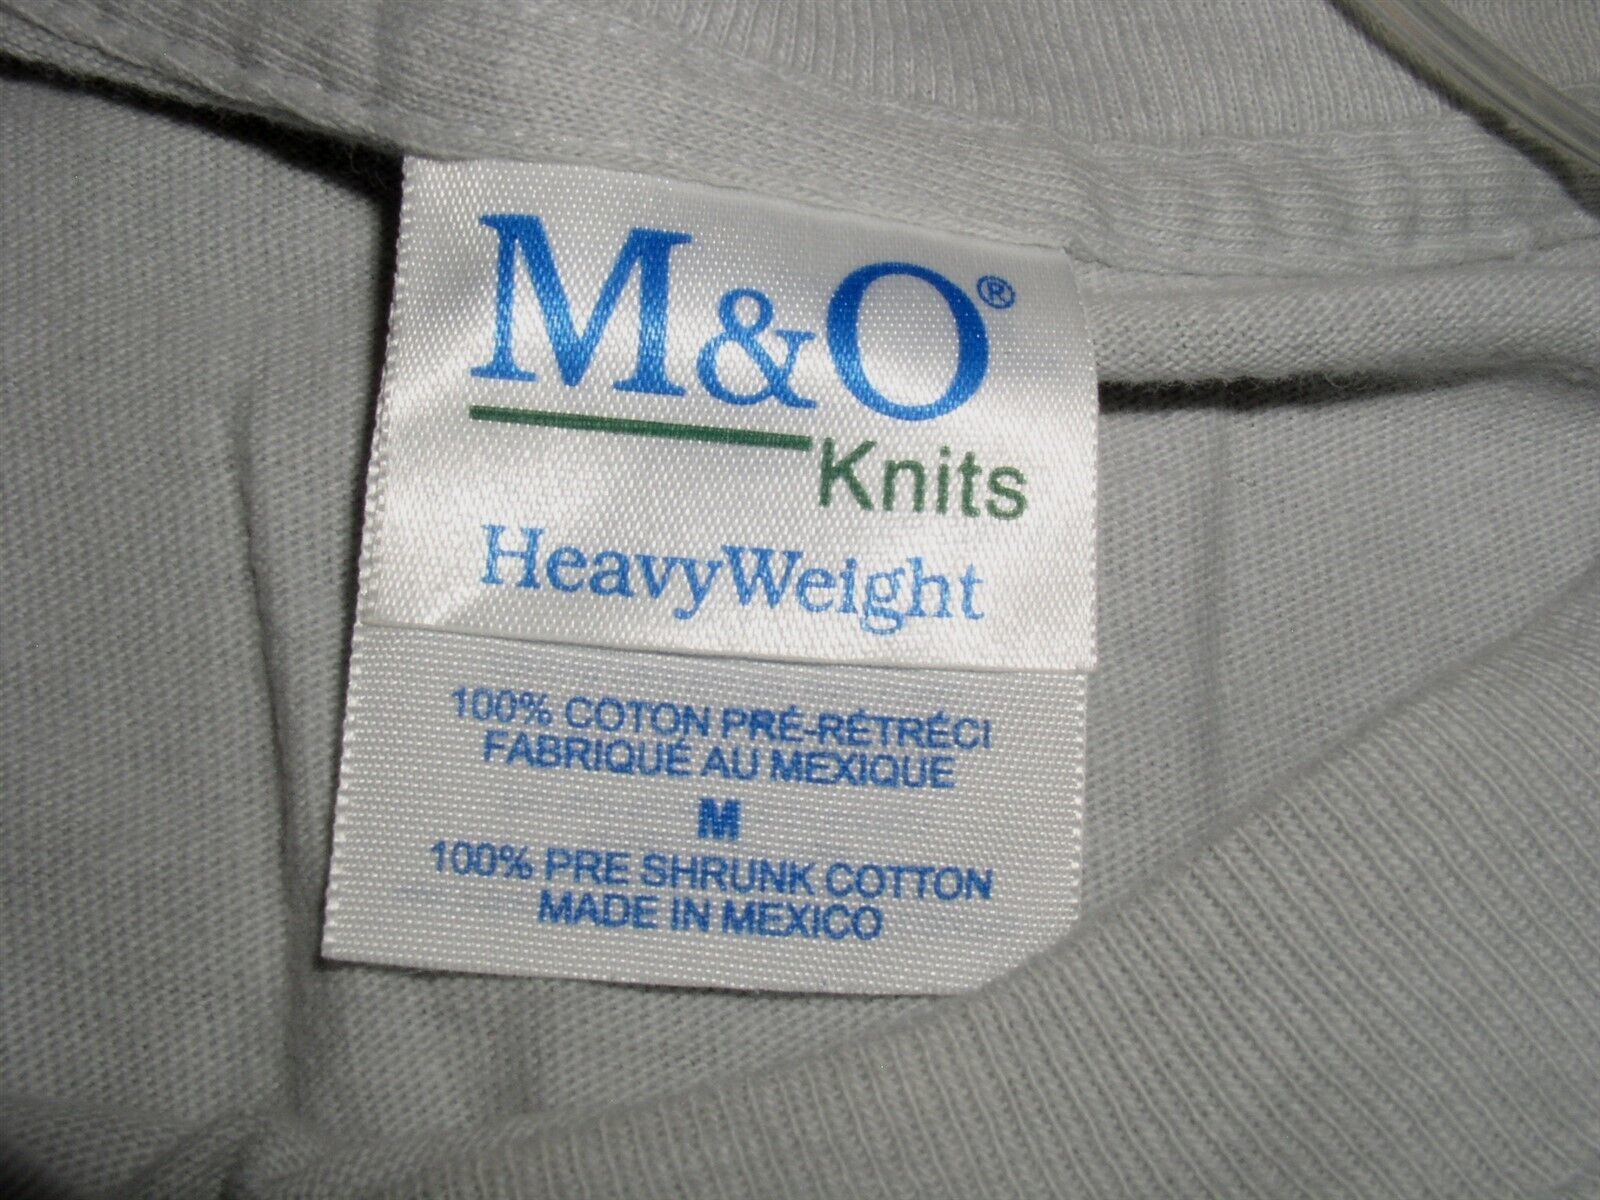 M&O®
Knits
HeavyWeight
100% COTON PRÉ-RÉTRÉCI
FABRIQUÉ AU MEXIQUE
M
100% PRE SHRUNK COTTON
MADE IN MEXICO